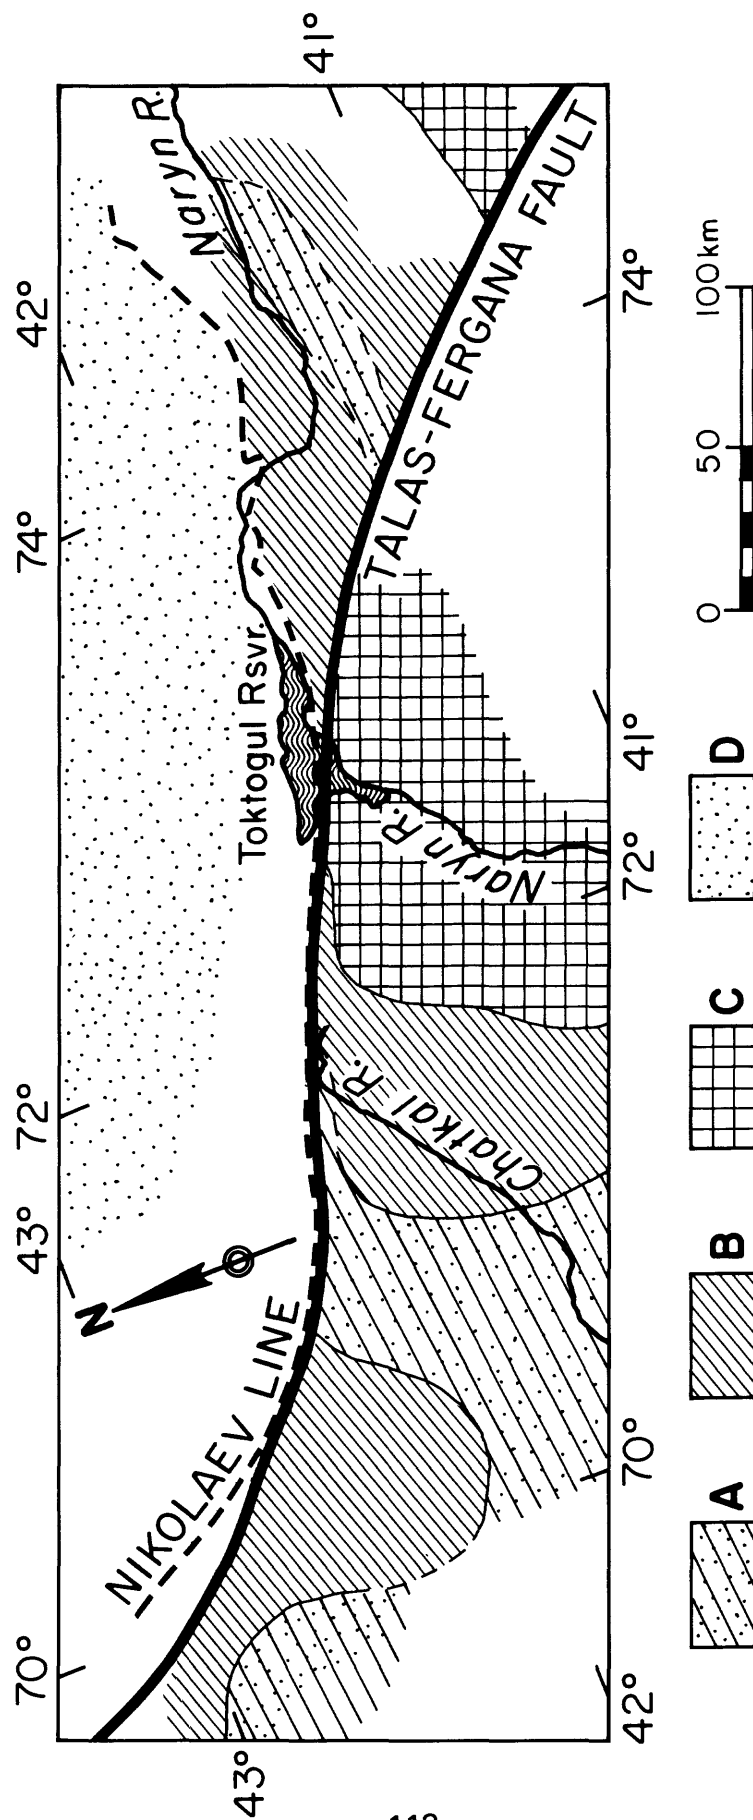 70° 43° 72° 74° 42°
N
NIKOLAEV LINE
Toktogul Rsvr.
Naryn R.
43°
41°
Chatkal R.
Naryn R.
TALAS-FERGANA FAULT
42° 70° 72° 41° 74°
0 50 100 km
A B C D